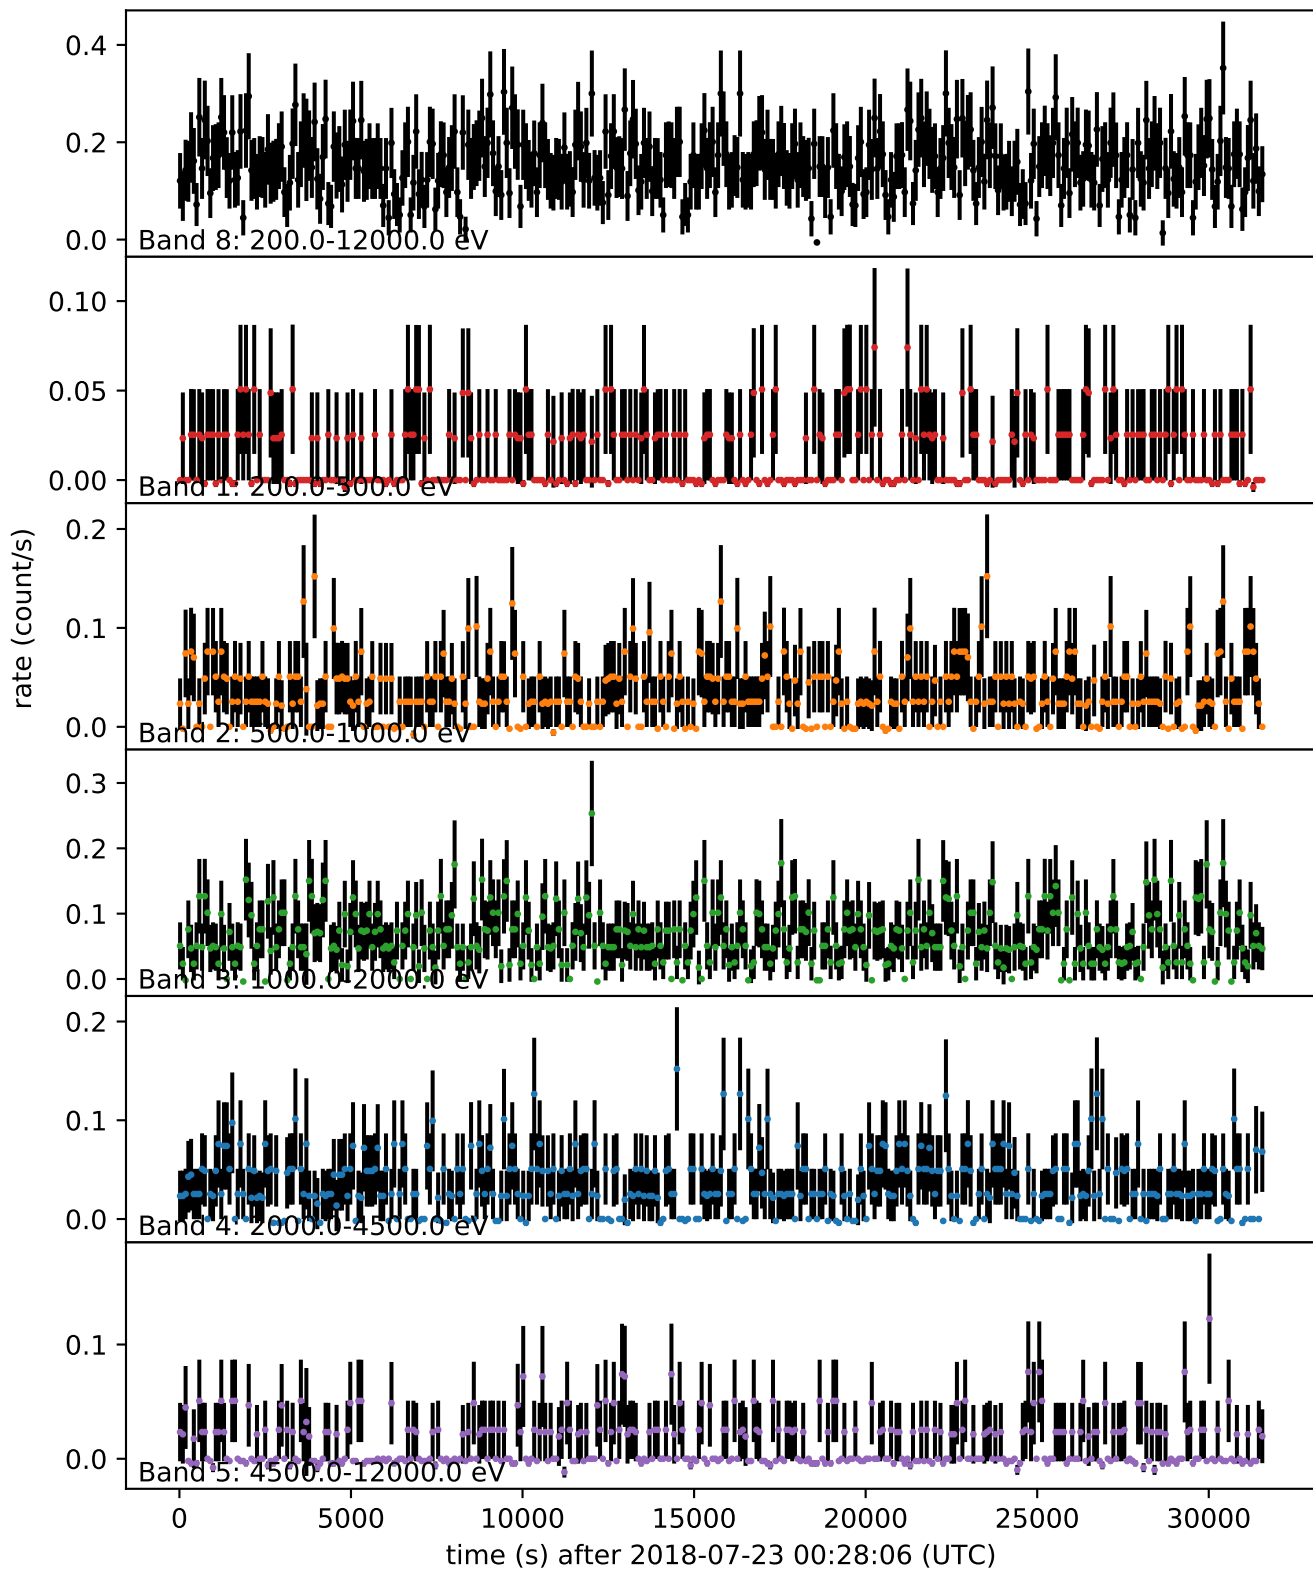 0.4
0.2
0.0
Band 8: 200.0-12000.0 eV
0.10
0.05
0.00
Band 1: 200.0-500.0 eV
rate (count/s)
0.2
0.1
0.0
Band 2: 500.0-1000.0 eV
0.3
0.2
0.1
0.0
Band 3: 1000.0-2000.0 eV
0.2
0.1
0.0
Band 4: 2000.0-4500.0 eV
0.1
0.0
Band 5: 4500.0-12000.0 eV
0 5000 10000 15000 20000 25000 30000
time (s) after 2018-07-23 00:28:06 (UTC)